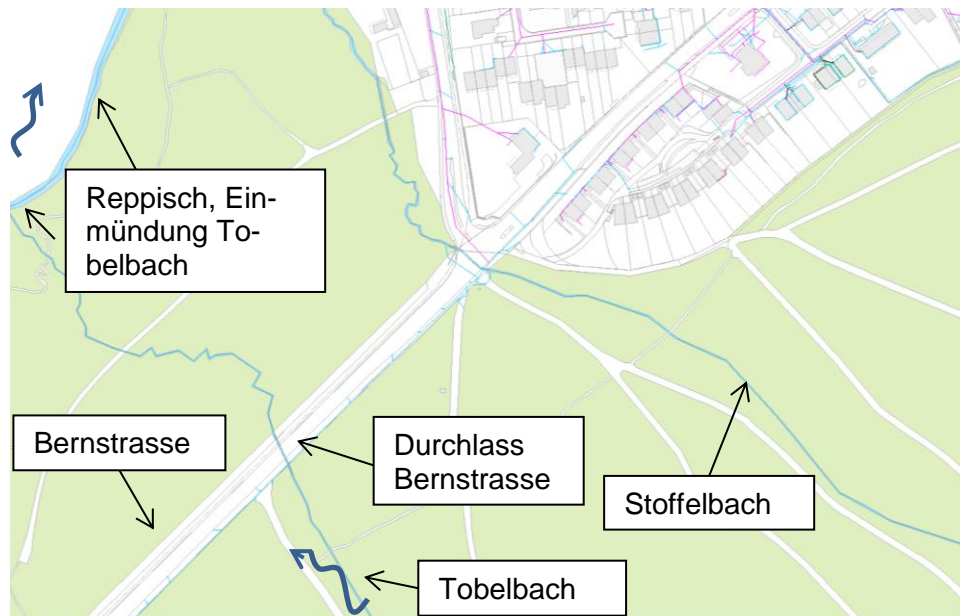 Reppisch, Ein-
mündung To-
belbach
Bernstrasse
Durchlass
Bernstrasse
Stoffelbach
Tobelbach